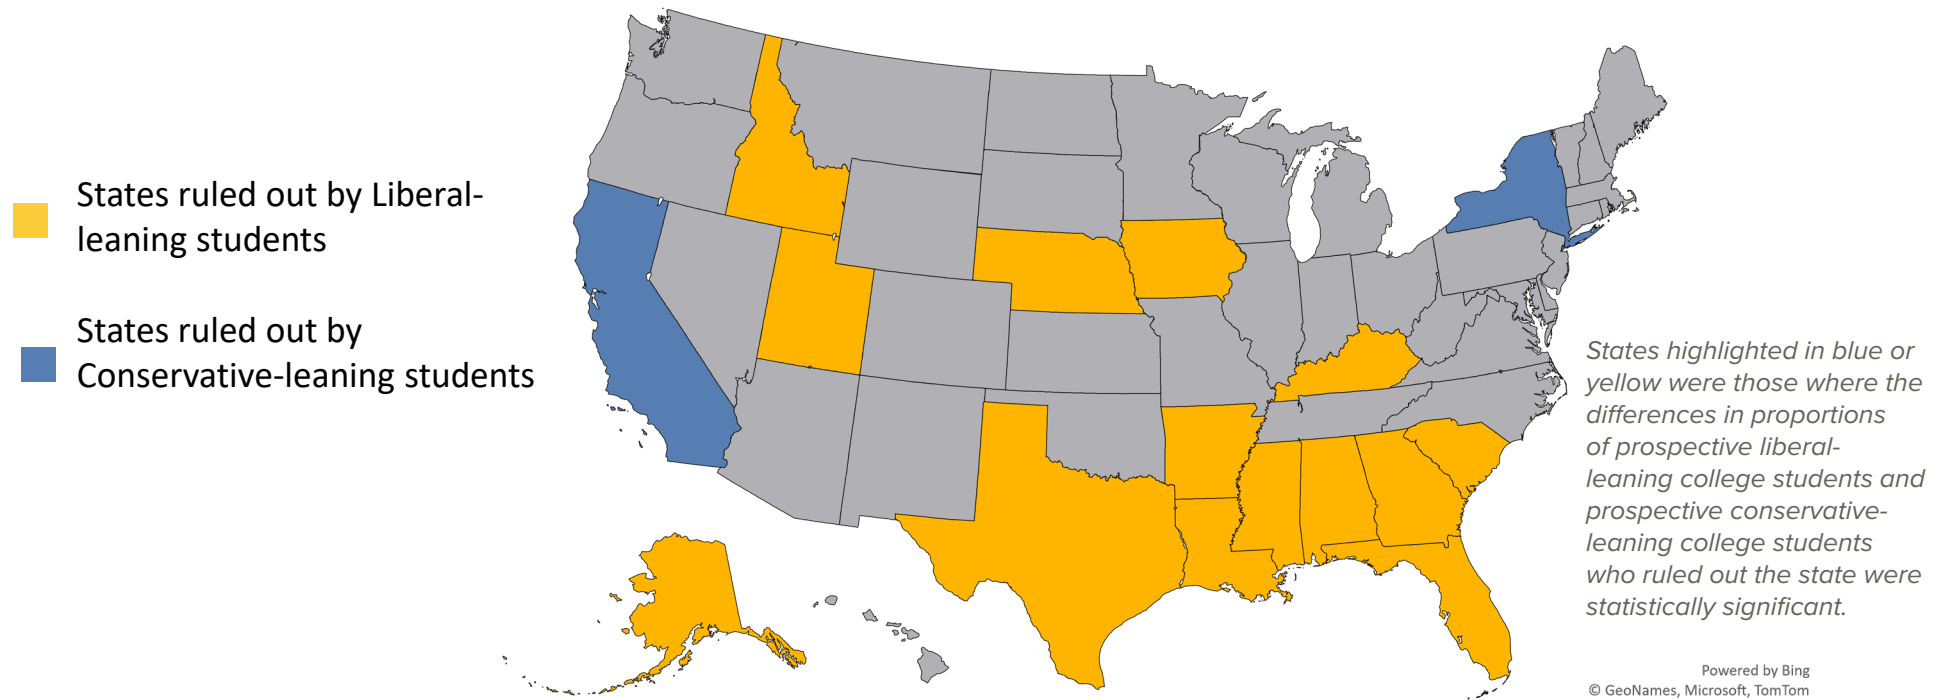 States ruled out by Liberal-
leaning students
States ruled out by
Conservative-leaning students
States highlighted in blue or
yellow were those where the
differences in proportions
of prospective liberal-
leaning college students and
prospective conservative-
leaning college students
who ruled out the state were
statistically significant.
Powered by Bing
© GeoNames, Microsoft, TomTom